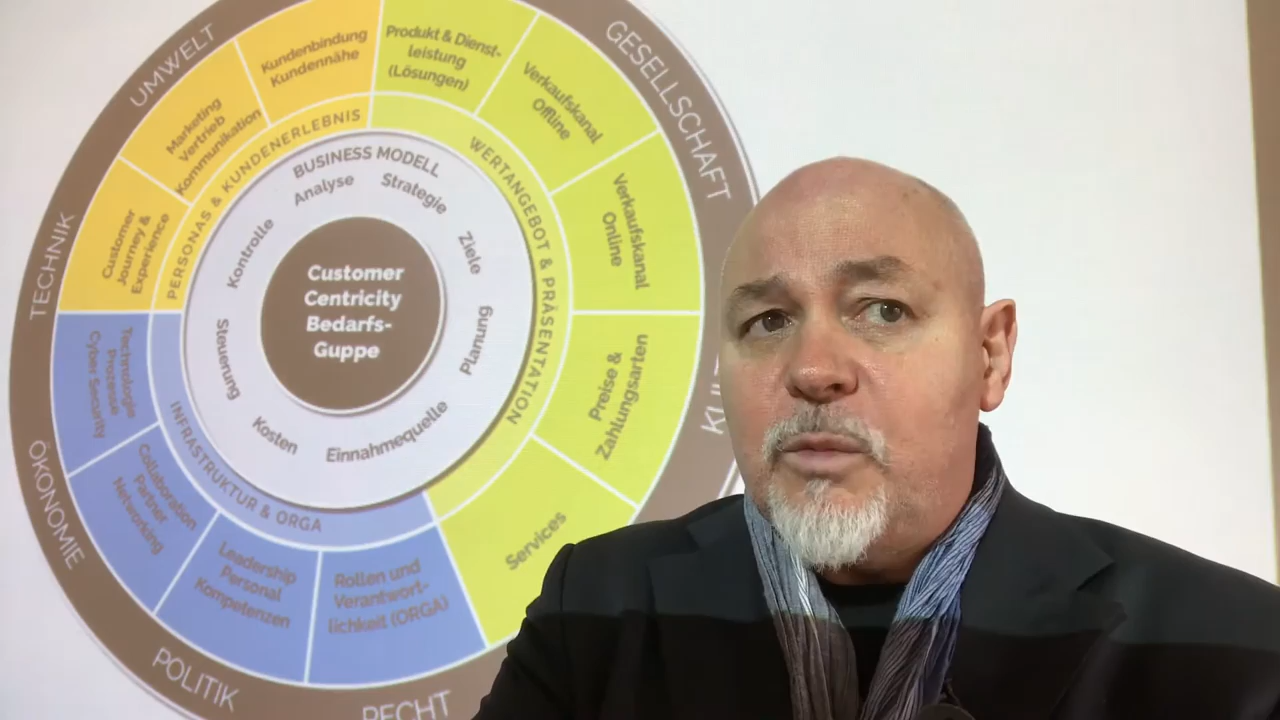 UMWELT
GESELLSCHAFT
TECHNIK
ÖKONOMIE
POLITIK
RECHT
Kundenbindung
Kundennähe
Produkt & Dienst-
leistung
(Lösungen)
Verkaufskanal
Offline
Verkaufskanal
Online
Preise &
Zahlungsarten
Services
Rollen und
Verantwort-
lichkeit (ORGA)
Leadership
Personal
Kompetenzen
Collaboration
Partner
Networking
Technologie
Prozesse
Cyber Security
Customer
Journey &
Experience
Marketing
Vertrieb
Kommunikation
PERSONAS & KUNDENERLEBNIS
WERTANGEBOT & PRÄSENTATION
INFRASTRUKTUR & ORGA
BUSINESS MODELL
Analyse
Strategie
Ziele
Planung
Einnahmequelle
Kosten
Steuerung
Kontrolle
Customer
Centricity
Bedarfs-
Guppe